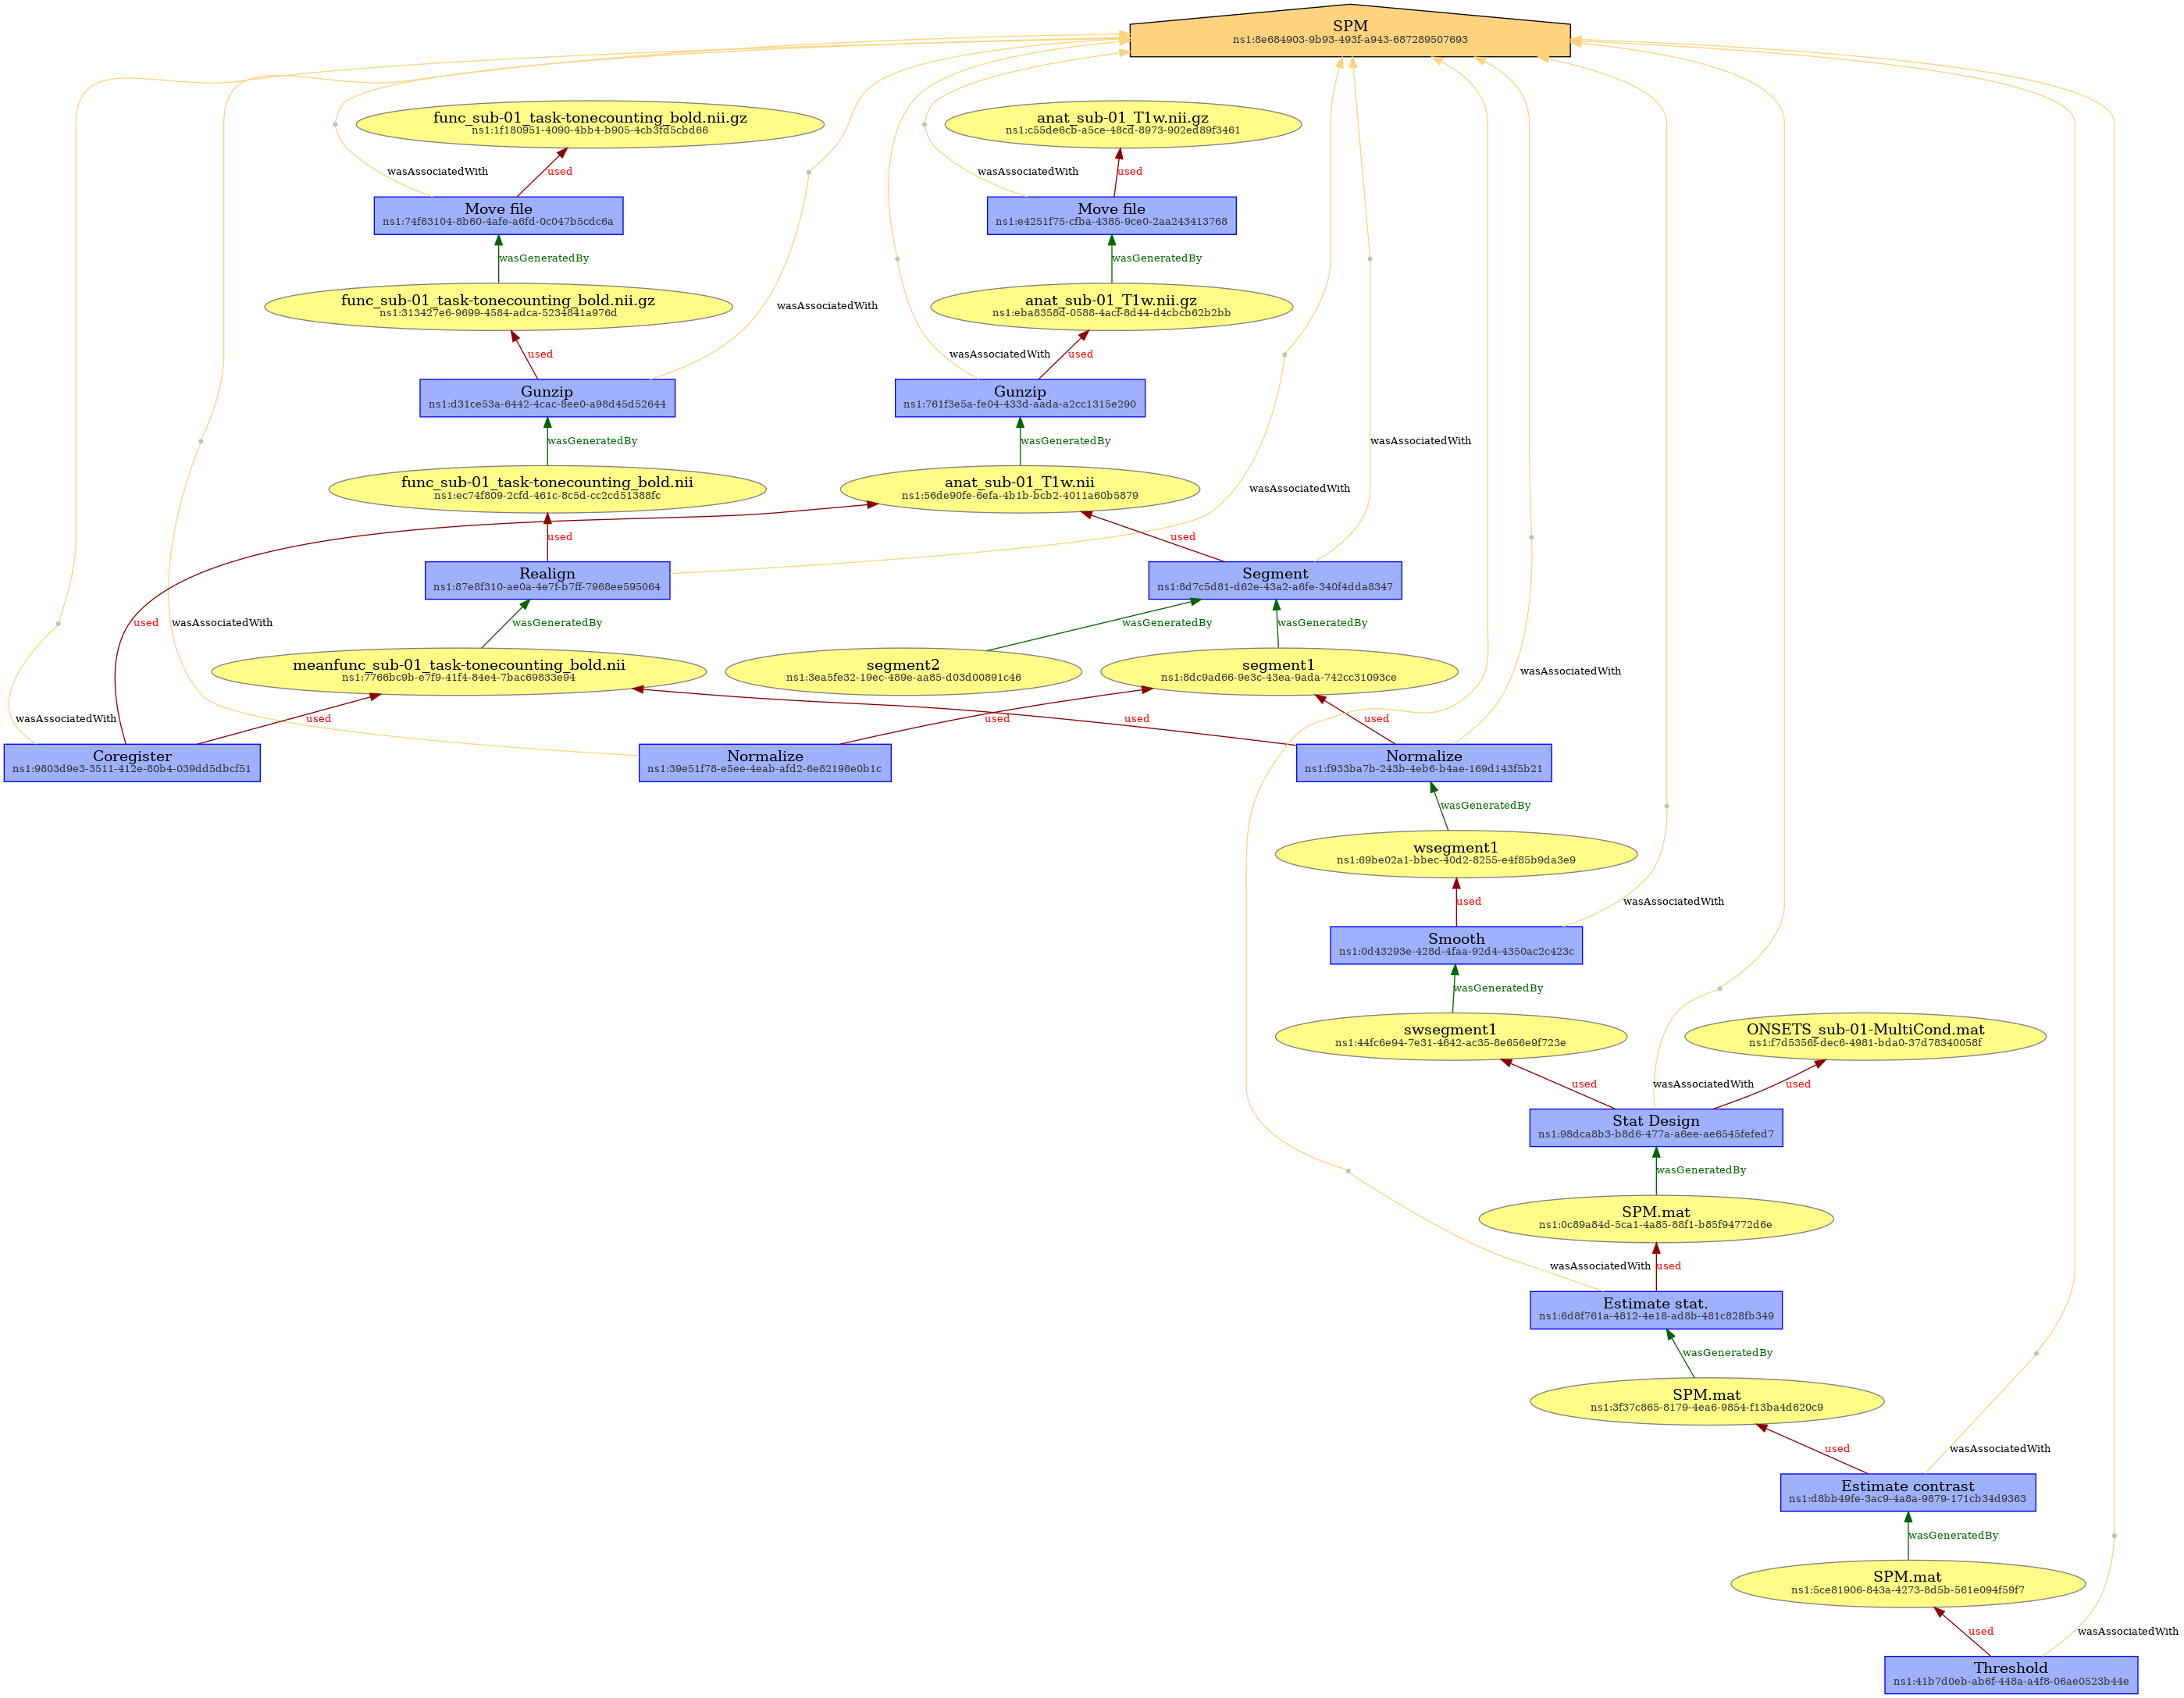 SPM
ns1:8e684903-9b93-493f-a943-687289507693
func_sub-01_task-tonecounting_bold.nii.gz
ns1:1f180951-4090-4bb4-b905-4cb3fd5cbd66
anat_sub-01_T1w.nii.gz
ns1:c55de6cb-a5ce-48cd-8973-902ed89f3461
wasAssociatedWith
used
wasAssociatedWith
used
Move file
ns1:74f63104-8b60-4afe-a6fd-0c047b5cdc6a
Move file
ns1:e4251f75-cfba-4385-9ce0-2aa243413768
wasGeneratedBy
wasGeneratedBy
func_sub-01_task-tonecounting_bold.nii.gz
ns1:313427e6-9699-4584-adca-5234841a976d
wasAssociatedWith
anat_sub-01_T1w.nii.gz
ns1:eba8358d-0588-4acf-8d44-d4cbcb62b2bb
used
wasAssociatedWith
used
Gunzip
ns1:d31ce53a-6442-4cac-8ee0-a98d45d52644
Gunzip
ns1:761f3e5a-fe04-433d-aada-a2cc1315e290
wasGeneratedBy
wasGeneratedBy
wasAssociatedWith
func_sub-01_task-tonecounting_bold.nii
ns1:ec74f809-2cfd-461c-8c5d-cc2cd51388fc
anat_sub-01_T1w.nii
ns1:56de90fe-6efa-4b1b-bcb2-4011a60b5879
wasAssociatedWith
used
used
Realign
ns1:87e8f310-ae0a-4e7f-b7ff-7968ee595064
Segment
ns1:8d7c5d81-d62e-43a2-a6fe-340f4dda8347
used
wasAssociatedWith
wasGeneratedBy
wasGeneratedBy
wasGeneratedBy
meanfunc_sub-01_task-tonecounting_bold.nii
ns1:7766bc9b-e7f9-41f4-84e4-7bac69833e94
segment2
ns1:3ea5fe32-19ec-489e-aa85-d03d00891c46
segment1
ns1:8dc9ad66-9e3c-43ea-9ada-742cc31093ce
wasAssociatedWith
wasAssociatedWith
used
used
used
used
Coregister
ns1:9803d9e3-3511-412e-80b4-039dd5dbcf51
Normalize
ns1:39e51f78-e5ee-4eab-afd2-6e82198e0b1c
Normalize
ns1:f933ba7b-243b-4eb6-b4ae-169d143f5b21
wasGeneratedBy
wsegment1
ns1:69be02a1-bbec-40d2-8255-e4f85b9da3e9
used
wasAssociatedWith
Smooth
ns1:0d43293e-428d-4faa-92d4-4350ac2c423c
wasGeneratedBy
swsegment1
ns1:44fc6e94-7e31-4642-ac35-8e656e9f723e
ONSETS_sub-01-MultiCond.mat
ns1:f7d5356f-dec6-4981-bda0-37d78340058f
used
wasAssociatedWith
used
Stat Design
ns1:98dca8b3-b8d6-477a-a6ee-ae6545fefed7
wasGeneratedBy
SPM.mat
ns1:0c89a84d-5ca1-4a85-88f1-b85f94772d6e
wasAssociatedWith
used
Estimate stat.
ns1:6d8f761a-4812-4e18-ad8b-481c828fb349
wasGeneratedBy
SPM.mat
ns1:3f37c865-8179-4ea6-9854-f13ba4d620c9
used
wasAssociatedWith
Estimate contrast
ns1:d8bb49fe-3ac9-4a8a-9879-171cb34d9363
wasGeneratedBy
SPM.mat
ns1:5ce81906-843a-4273-8d5b-561e094f59f7
used
wasAssociatedWith
Threshold
ns1:41b7d0eb-ab6f-448a-a4f8-06ae0523b44e